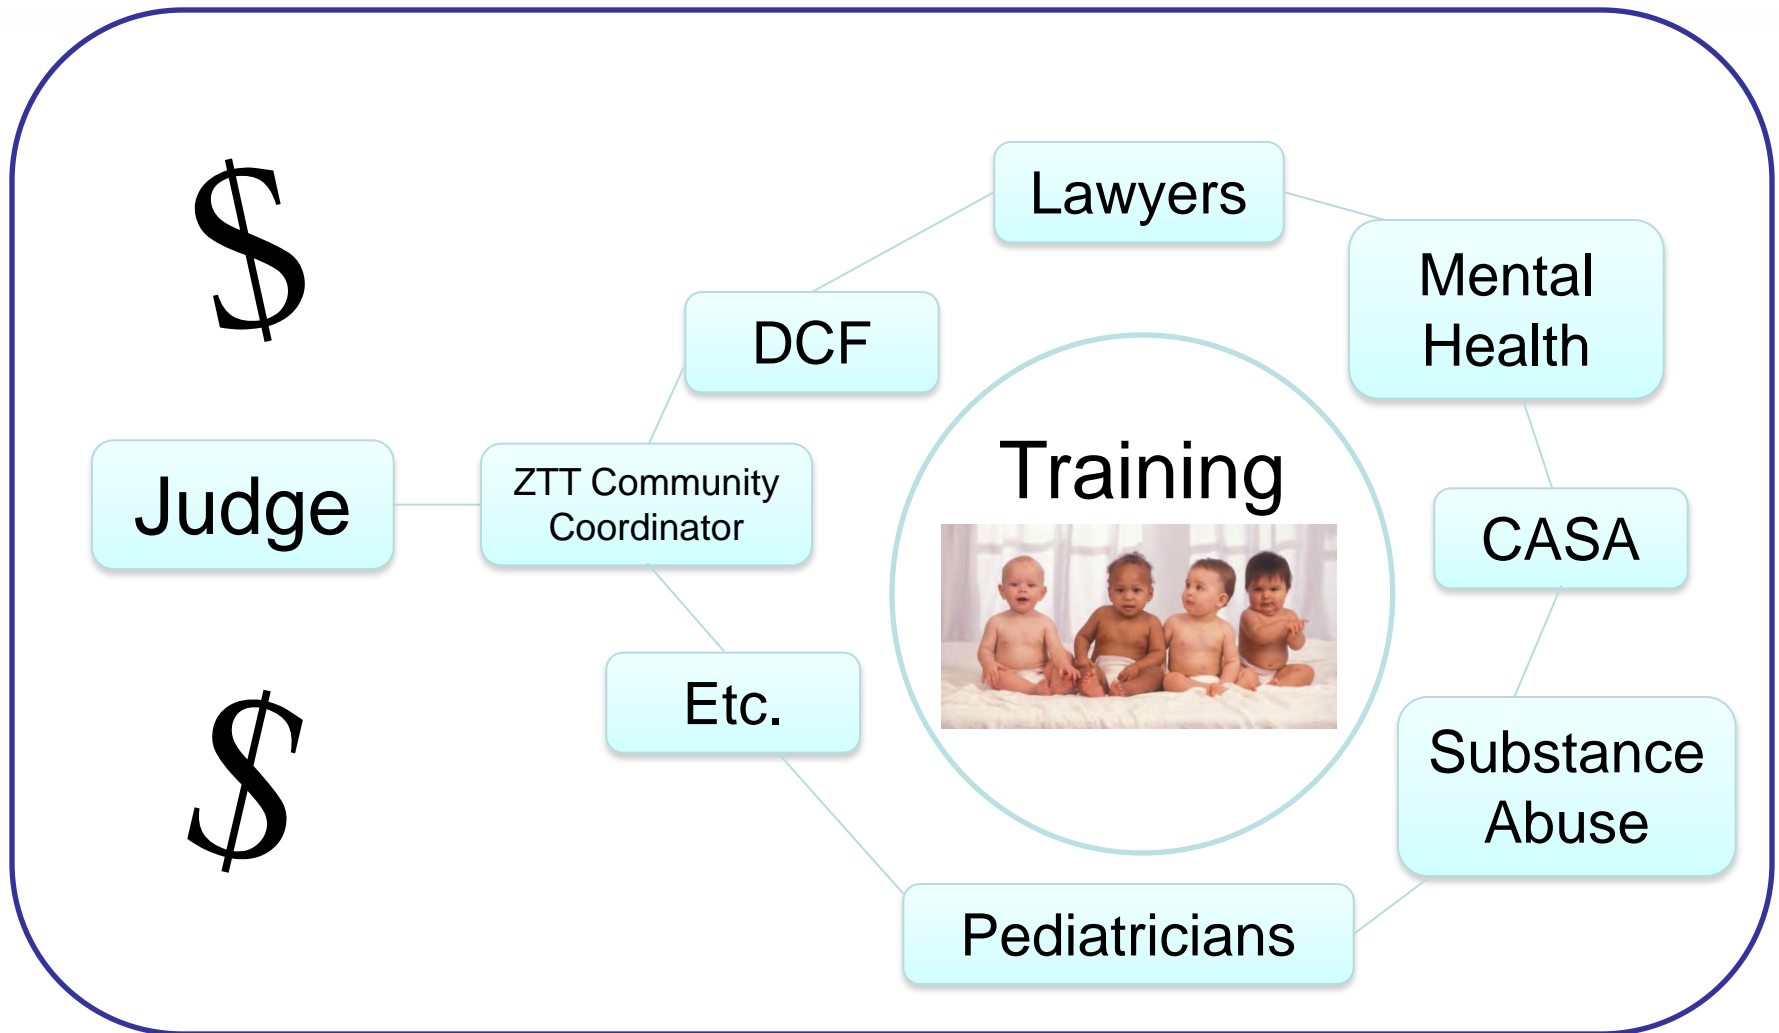 $
Lawyers
Mental
Health
DCF
Training
Judge
ZTT Community
Coordinator
CASA
Etc.
$
Substance
Abuse
Pediatricians